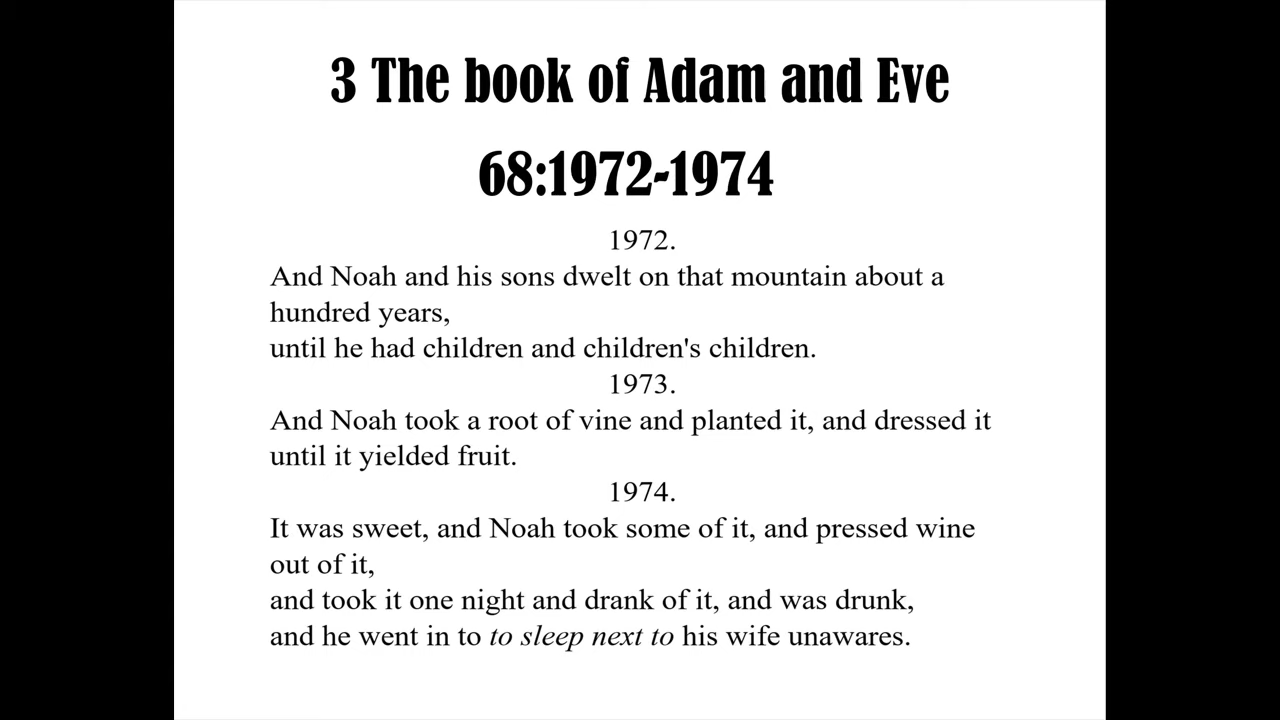 3 The book of Adam and Eve
68:1972-1974
1972.
And Noah and his sons dwelt on that mountain about a
hundred years,
until he had children and children's children.
1973.
And Noah took a root of vine and planted it, and dressed it
until it yielded fruit.
1974.
It was sweet, and Noah took some of it, and pressed wine
out of it,
and took it one night and drank of it, and was drunk,
and he went in to to sleep next to his wife unawares.